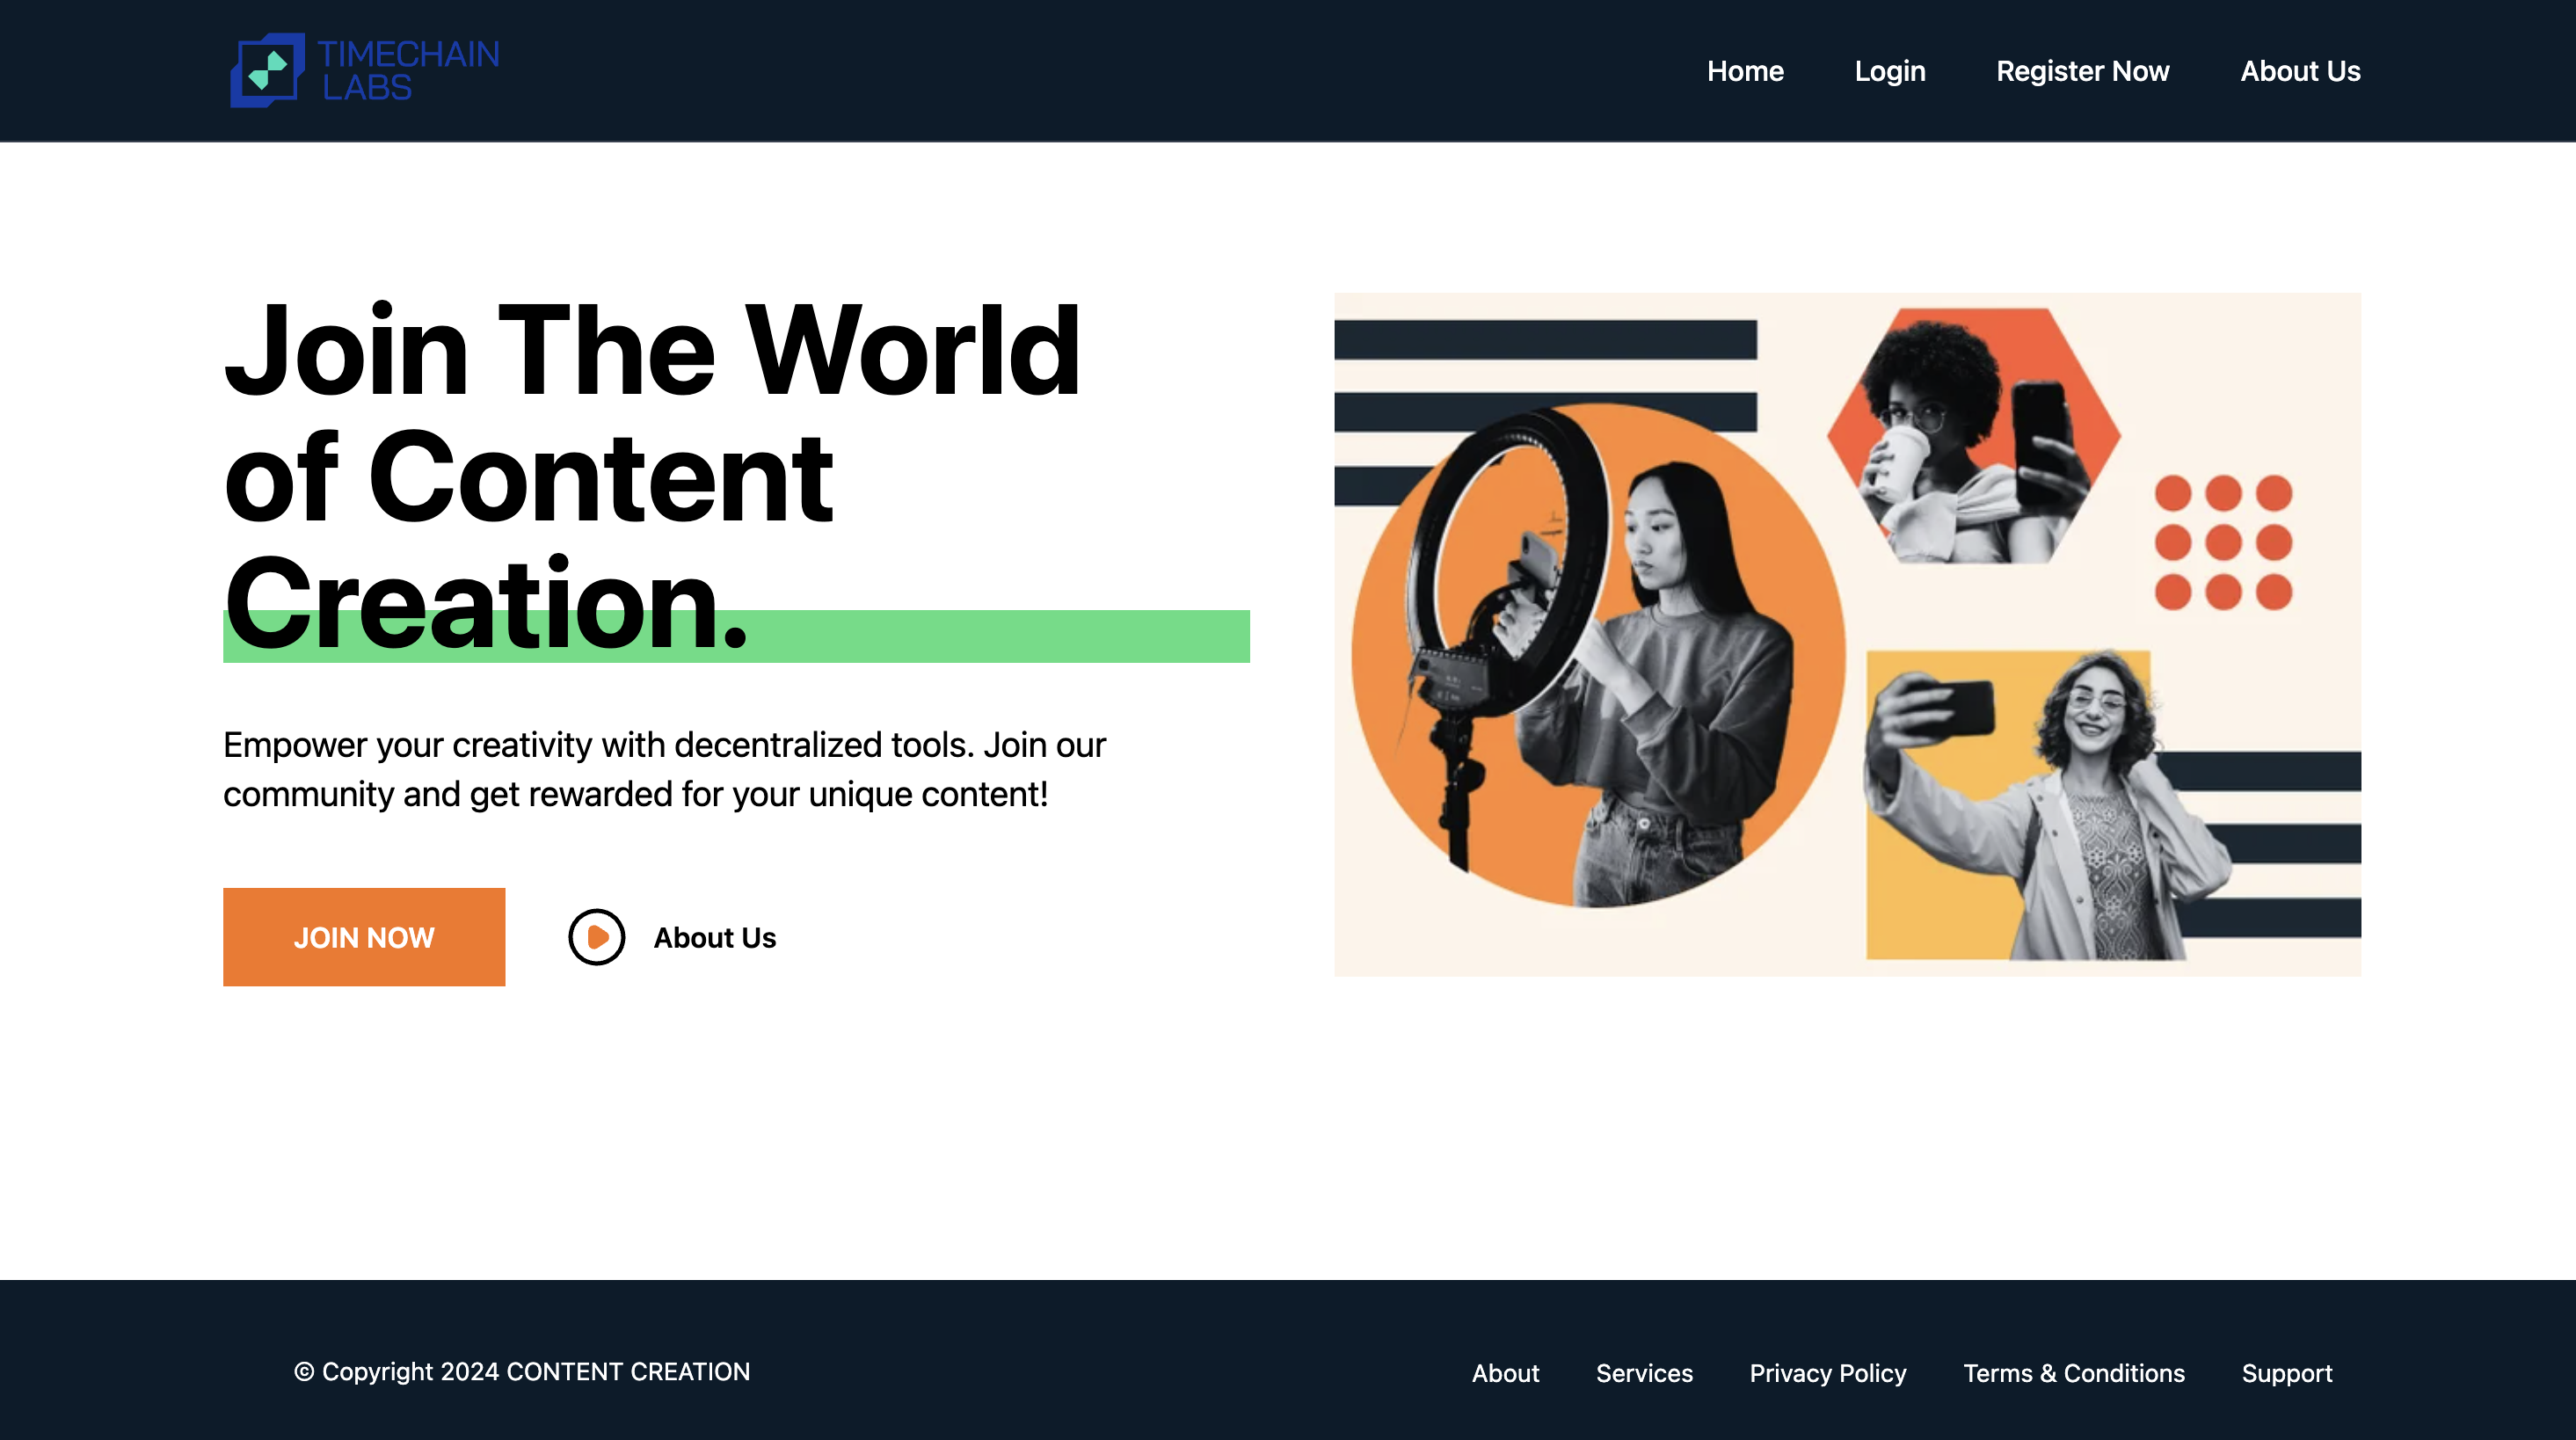 TIMECHAIN
LABS
Home Login Register Now About Us
Join The World
of Content
Creation.
Empower your creativity with decentralized tools. Join our
community and get rewarded for your unique content!
JOIN NOW About Us
© Copyright 2024 CONTENT CREATION
About Services Privacy Policy Terms & Conditions Support